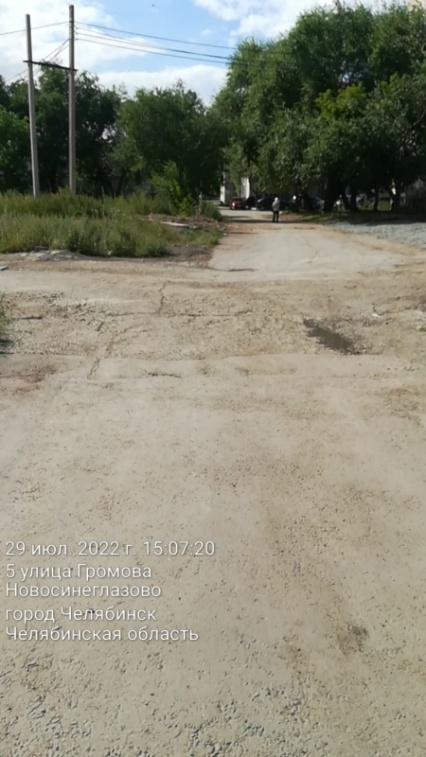 29 июл. 2022 г. 15:07:20
5 улица Громова
Новосинеглазово
город Челябинск
Челябинская область